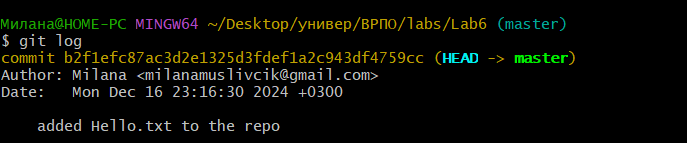 Милана@HOME-PC MINGW64 ~/Desktop/универ/ВРПО/labs/Lab6 (master)
$ git log
commit b2f1efc87ac3d2e1325d3fdef1a2c943df4759cc (HEAD -> master)
Author: Milana <milanamuslivcik@gmail.com>
Date:   Mon Dec 16 23:16:30 2024 +0300
    added Hello.txt to the repo